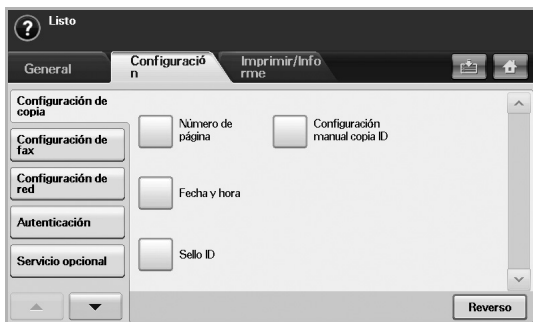 ?
Listo
General
Configuració
n
Imprimir/Info
rme
Configuración de
copia
Configuración de
fax
Configuración de
red
Autenticación
Servicio opcional
Número de
página
Configuración
manual copia ID
Fecha y hora
Sello ID
Reverso